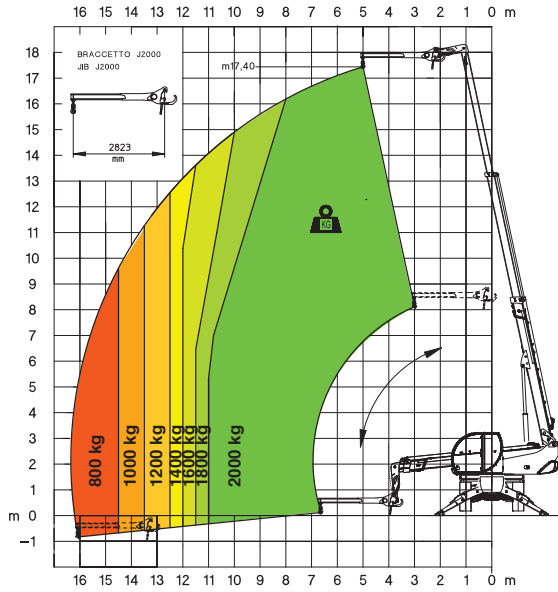 16 15 14 13 12 11 10 9 8 7 6 5 4 3 2 1 0 m
18
17
16
15
14
13
12
11
10
9
8
7
6
5
4
3
2
1
m 0
−1
BRACCETTO J2000
JIB J2000
2823
mm
m17,40
KG
800 kg
1000 kg
1200 kg
1400 kg
1600 kg
1800 kg
2000 kg
16 15 14 13 12 11 10 9 8 7 6 5 4 3 2 1 0
m